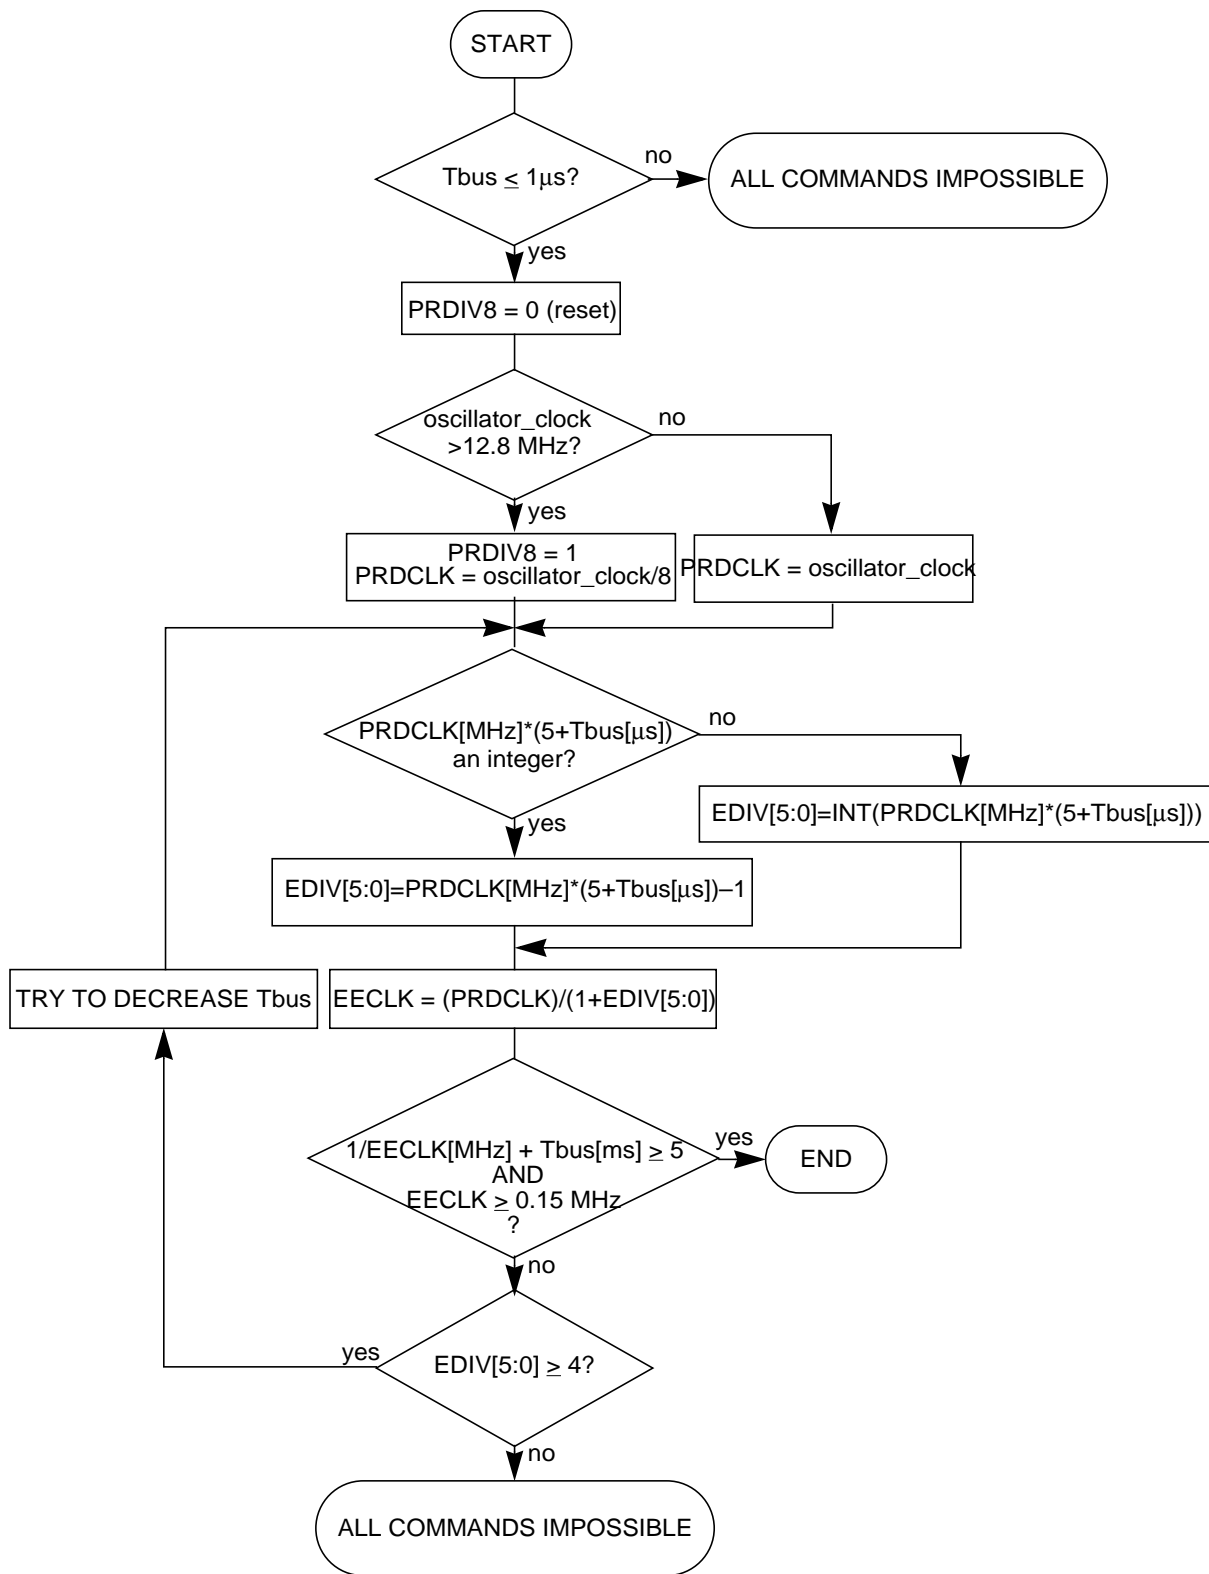 START
Tbus ≤ 1μs?
no
ALL COMMANDS IMPOSSIBLE
yes
PRDIV8 = 0 (reset)
oscillator_clock
>12.8 MHz?
no
yes
PRDIV8 = 1
PRDCLK = oscillator_clock/8
PRDCLK = oscillator_clock
PRDCLK[MHz]*(5+Tbus[μs])
an integer?
no
yes
EDIV[5:0]=INT(PRDCLK[MHz]*(5+Tbus[μs]))
EDIV[5:0]=PRDCLK[MHz]*(5+Tbus[μs])–1
TRY TO DECREASE Tbus
EECLK = (PRDCLK)/(1+EDIV[5:0])
1/EECLK[MHz] + Tbus[ms] ≥ 5
AND
EECLK ≥ 0.15 MHz
?
yes
END
no
EDIV[5:0] ≥ 4?
yes
no
ALL COMMANDS IMPOSSIBLE